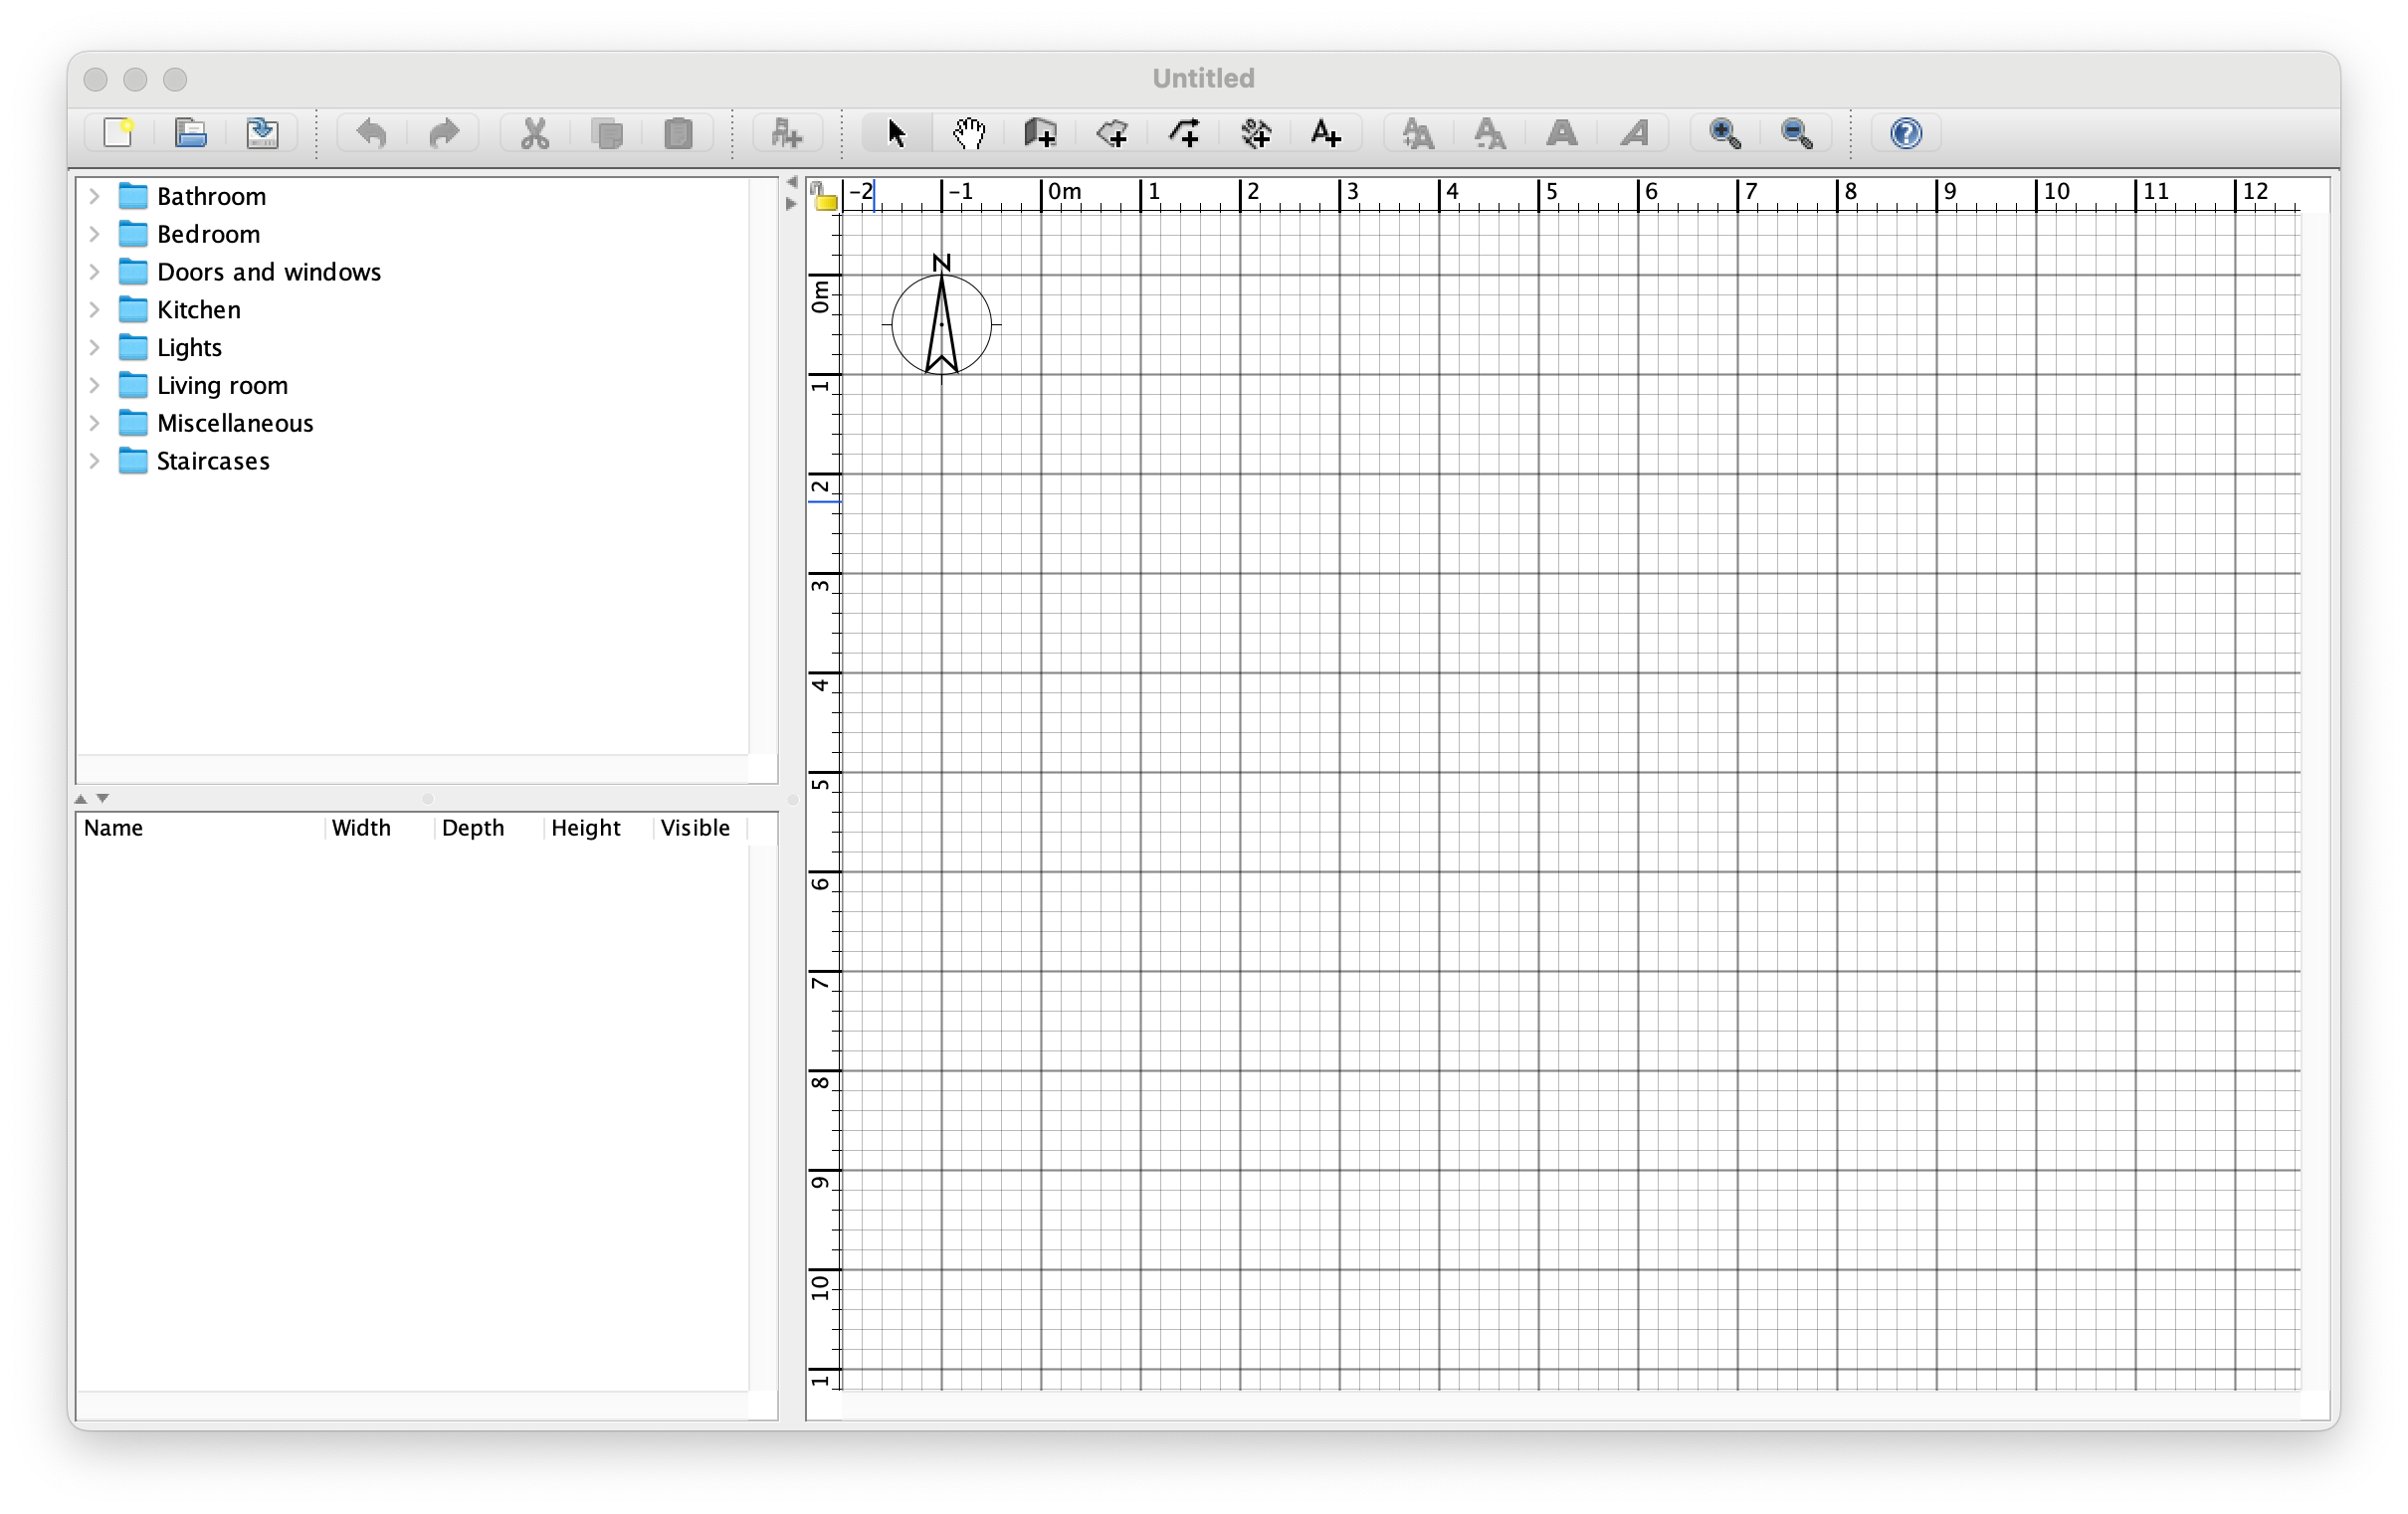 Untitled
Bathroom
Bedroom
Doors and windows
Kitchen
Lights
Living room
Miscellaneous
Staircases
Name Width Depth Height Visible
-2 -1 0m 1 2 3 4 5 6 7 8 9 10 11 12
N
0m
1
2
3
4
5
6
7
8
9
10
1